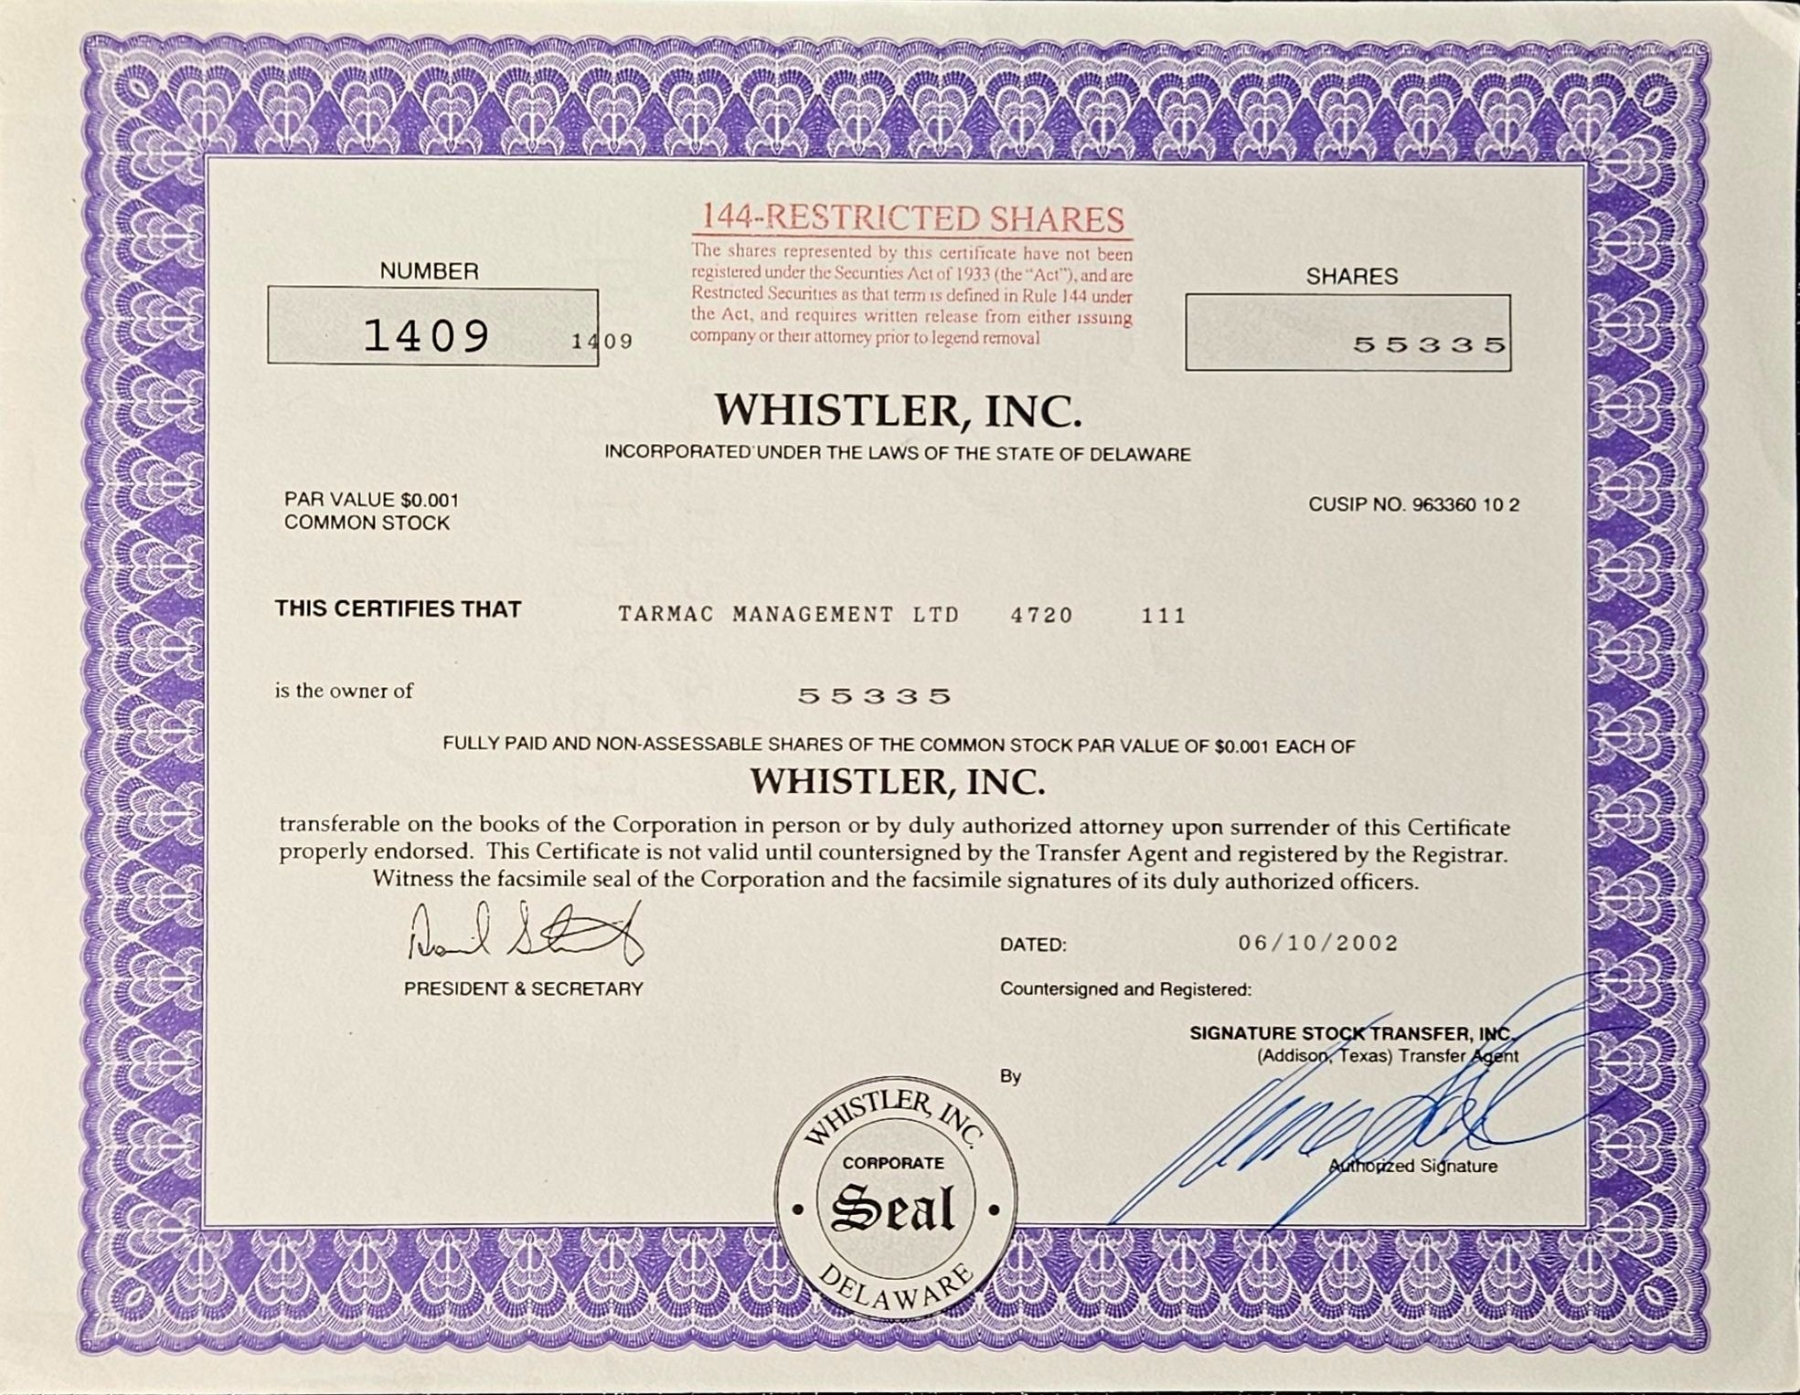 144-RESTRICTED SHARES
The shares represented by this certificate have not been
registered under the Securities Act of 1933 (the "Act"), and are
Restricted Securities as that term is defined in Rule 144 under
the Act, and requires written release from either issuing
company or their attorney prior to legend removal
NUMBER
1409 1409
SHARES
55335
WHISTLER, INC.
INCORPORATED UNDER THE LAWS OF THE STATE OF DELAWARE
PAR VALUE $0.001
COMMON STOCK
CUSIP NO. 963360 10 2
THIS CERTIFIES THAT TARMAC MANAGEMENT LTD 4720 111
is the owner of 55335
FULLY PAID AND NON-ASSESSABLE SHARES OF THE COMMON STOCK PAR VALUE OF $0.001 EACH OF
WHISTLER, INC.
transferable on the books of the Corporation in person or by duly authorized attorney upon surrender of this Certificate
properly endorsed. This Certificate is not valid until countersigned by the Transfer Agent and registered by the Registrar.
Witness the facsimile seal of the Corporation and the facsimile signatures of its duly authorized officers.
PRESIDENT & SECRETARY
DATED: 06/10/2002
Countersigned and Registered:
SIGNATURE STOCK TRANSFER, INC.
(Addison, Texas) Transfer Agent
By
Authorized Signature
WHISTLER, INC.
CORPORATE
Seal
DELAWARE